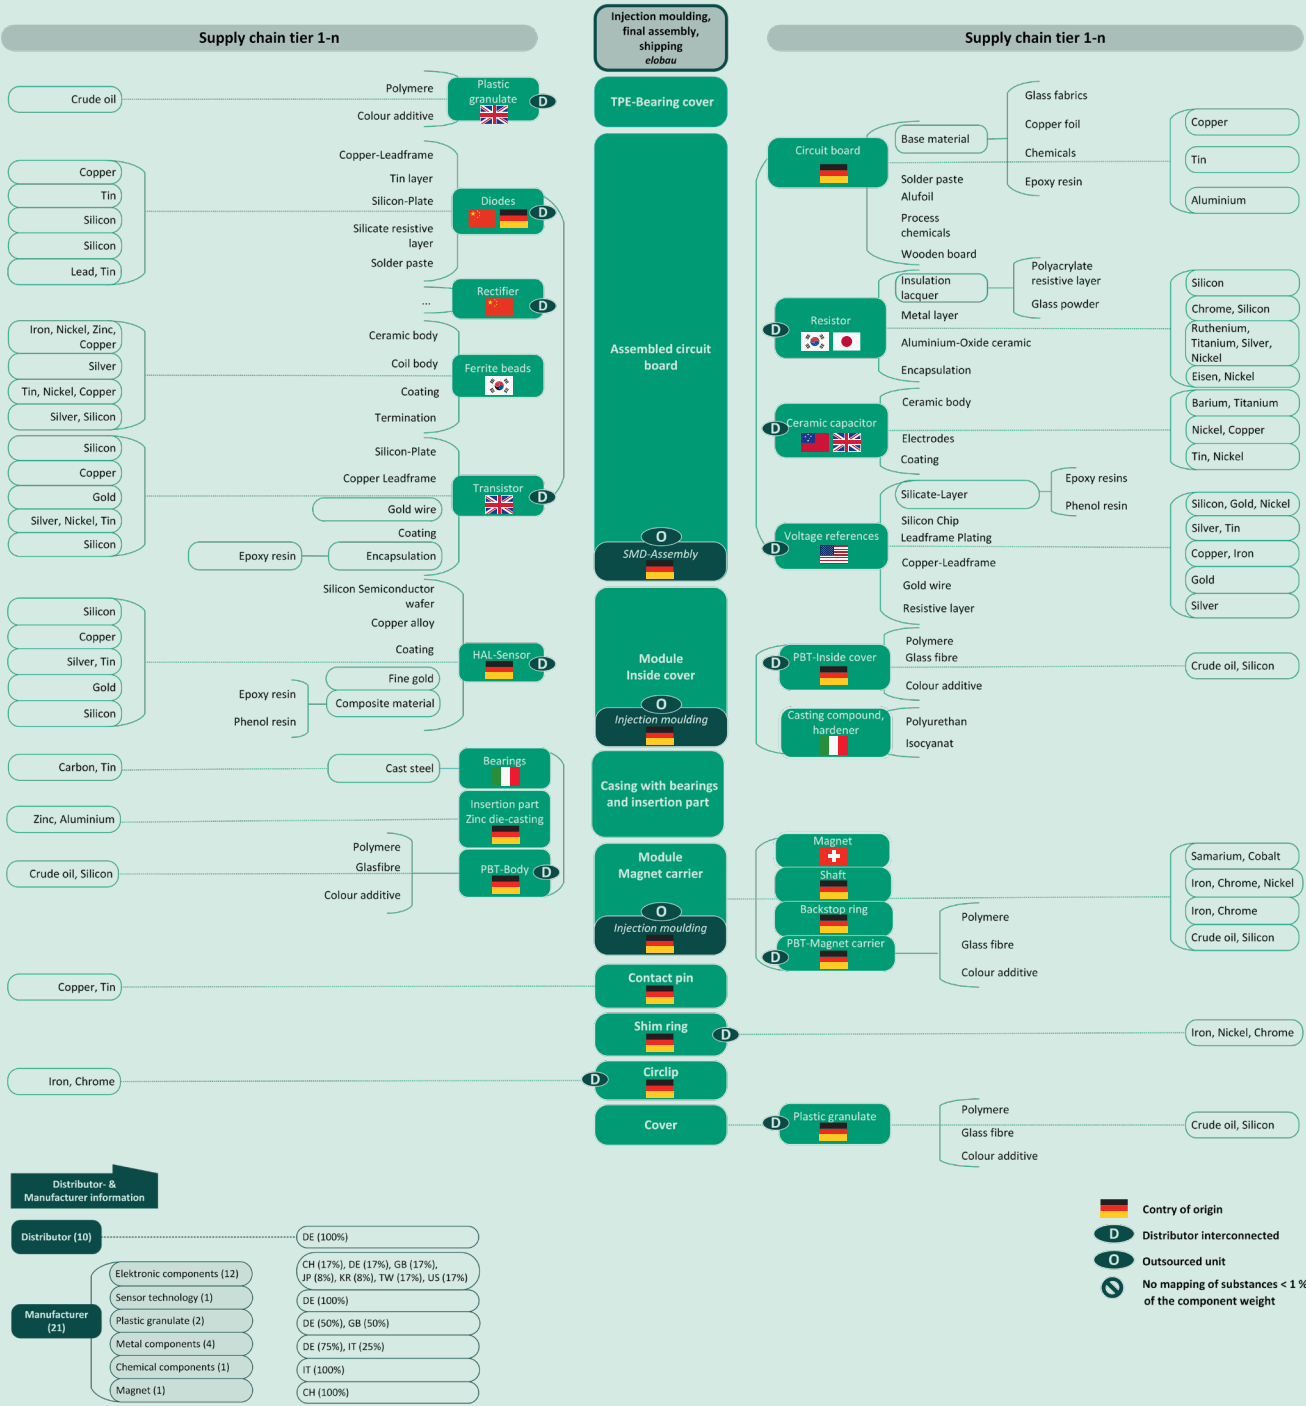 Supply chain tier 1-n
Injection moulding,
final assembly,
shipping
elobau
Supply chain tier 1-n
Crude oil
Polymere
Colour additive
Plastic
granulate
D
Copper
Tin
Silicon
Silicon
Lead, Tin
Copper-Leadframe
Tin layer
Silicon-Plate
Silicate resistive
layer
Solder paste
Diodes
D
...
Rectifier
D
Iron, Nickel, Zinc,
Copper
Silver
Tin, Nickel, Copper
Silver, Silicon
Ceramic body
Coil body
Coating
Termination
Ferrite beads
Silicon
Copper
Gold
Silver, Nickel, Tin
Silicon
Silicon-Plate
Copper Leadframe
Gold wire
Coating
Epoxy resin
Encapsulation
Transistor
D
Silicon
Copper
Silver, Tin
Gold
Silicon
Silicon Semiconductor
wafer
Copper alloy
Coating
Fine gold
Composite material
Epoxy resin
Phenol resin
HAL-Sensor
D
Carbon, Tin
Cast steel
Bearings
Zinc, Aluminium
Insertion part
Zinc die-casting
Crude oil, Silicon
Polymere
Glasfibre
Colour additive
PBT-Body
D
Copper, Tin
Iron, Chrome
TPE-Bearing cover
Assembled circuit
board
O
SMD-Assembly
Module
Inside cover
O
Injection moulding
Casing with bearings
and insertion part
Module
Magnet carrier
O
Injection moulding
Contact pin
Shim ring
D
D
Circlip
Cover
Circuit board
Base material
Solder paste
Alufoil
Process
chemicals
Wooden board
Glass fabrics
Copper foil
Chemicals
Epoxy resin
Copper
Tin
Aluminium
D
Resistor
Insulation
lacquer
Metal layer
Aluminium-Oxide ceramic
Encapsulation
Polyacrylate
resistive layer
Glass powder
Silicon
Chrome, Silicon
Ruthenium,
Titanium, Silver,
Nickel
Eisen, Nickel
D
Ceramic capacitor
Ceramic body
Electrodes
Coating
Barium, Titanium
Nickel, Copper
Tin, Nickel
D
Voltage references
Silicate-Layer
Silicon Chip
Leadframe Plating
Copper-Leadframe
Gold wire
Resistive layer
Epoxy resins
Phenol resin
Silicon, Gold, Nickel
Silver, Tin
Copper, Iron
Gold
Silver
D
PBT-Inside cover
Polymere
Glass fibre
Colour additive
Crude oil, Silicon
Casting compound,
hardener
Polyurethan
Isocyanat
Magnet
Shaft
Backstop ring
D
PBT-Magnet carrier
Polymere
Glass fibre
Colour additive
Samarium, Cobalt
Iron, Chrome, Nickel
Iron, Chrome
Crude oil, Silicon
Iron, Nickel, Chrome
D
Plastic granulate
Polymere
Glass fibre
Colour additive
Crude oil, Silicon
Distributor- &
Manufacturer information
Distributor (10)
DE (100%)
Manufacturer
(21)
Elektronic components (12)
CH (17%), DE (17%), GB (17%),
JP (8%), KR (8%), TW (17%), US (17%)
Sensor technology (1)
DE (100%)
Plastic granulate (2)
DE (50%), GB (50%)
Metal components (4)
DE (75%), IT (25%)
Chemical components (1)
IT (100%)
Magnet (1)
CH (100%)
Contry of origin
D
Distributor interconnected
O
Outsourced unit
No mapping of substances < 1 %
of the component weight